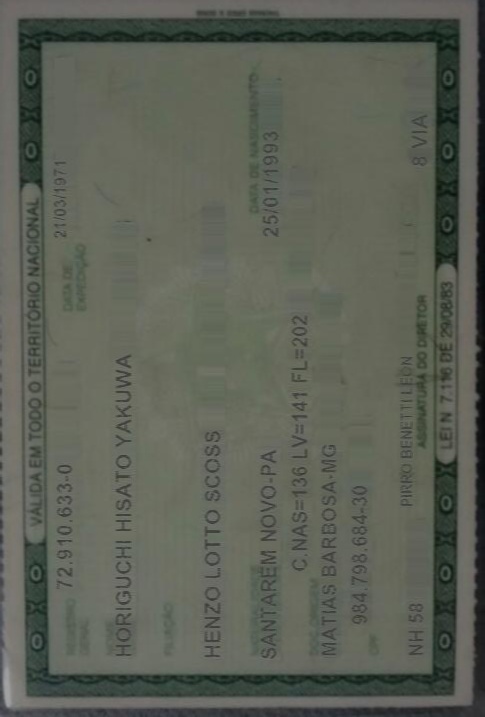 VÁLIDA EM TODO O TERRITÓRIO NACIONAL
REGISTRO GERAL 72.910.633-0 DATA DE EXPEDIÇÃO 21/03/1971
NOME
HORIGUCHI HISATO YAKUWA
FILIAÇÃO
HENZO LOTTO SCOSS
DATA DE NASCIMENTO
SANTAREM NOVO-PA 25/01/1993
DOC. ORIGEM C.NAS=136 LV=141 FL=202
MATIAS BARBOSA-MG
984.798.684-30
CPF
NH 58 PIRRO BENETTI LEON 8 VIA
ASSINATURA DO DIRETOR
LEI N 7.116 DE 29/08/83